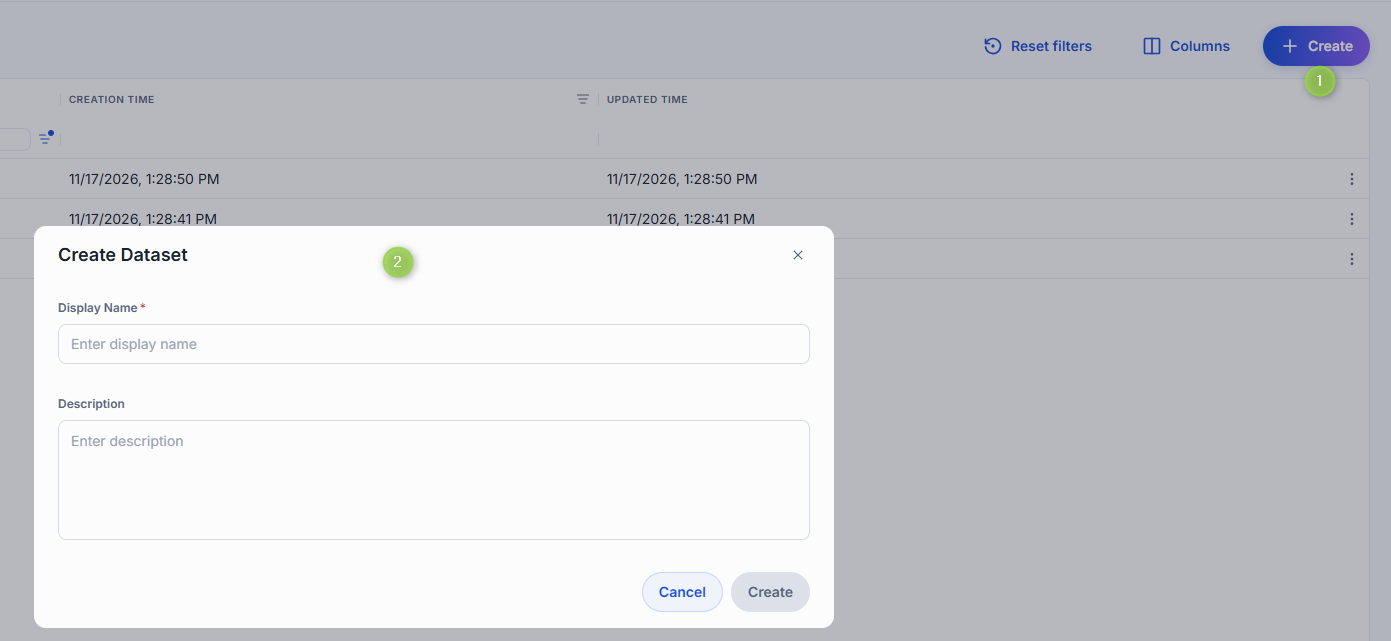 Reset filters Columns Create
1
CREATION TIME UPDATED TIME
11/17/2026, 1:28:50 PM 11/17/2026, 1:28:50 PM
11/17/2026, 1:28:41 PM 11/17/2026, 1:28:41 PM
Create Dataset 2
Display Name *
Enter display name
Description
Enter description
Cancel Create